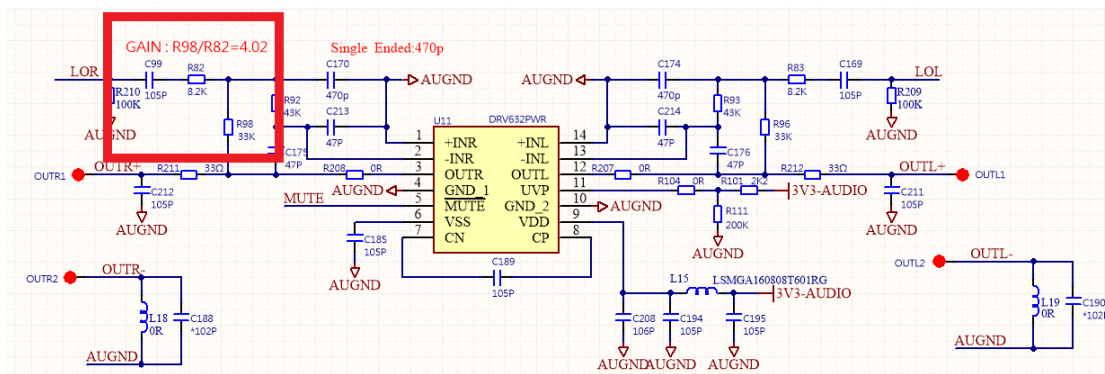 GAIN : R98/R82=4.02
Single Ended:470p
LOR
C99
105P
R82
8.2K
C170
470p
AUGND
AUGND
C174
470p
R83
8.2K
C169
105P
LOL
R210
100K
R92
43K
C213
47P
C214
47P
R93
43K
R209
100K
AUGND
R98
33K
R96
33K
AUGND
U11
DRV632PWR
C175
47P
C176
47P
1
+INR
+INL
14
2
-INR
-INL
13
3
OUTR
OUTL
12
4
GND_1
UVP
11
5
MUTE
GND_2
10
6
VSS
VDD
9
7
CN
CP
8
OUTR+
OUTR1
R211
33Ω
R208
0R
R207
0R
R212
33Ω
OUTL+
OUTL1
C212
105P
AUGND
AUGND
MUTE
R104
0R
R101
2K2
3V3-AUDIO
AUGND
R111
200K
AUGND
C211
105P
AUGND
C185
105P
AUGND
C189
105P
OUTR2
OUTR-
L18
0R
C188
*102P
AUGND
L15
LSMGA160808T601RG
3V3-AUDIO
C208
106P
C194
105P
C195
105P
AUGND
AUGND
AUGND
OUTL2
OUTL-
L19
0R
C190
*102P
AUGND